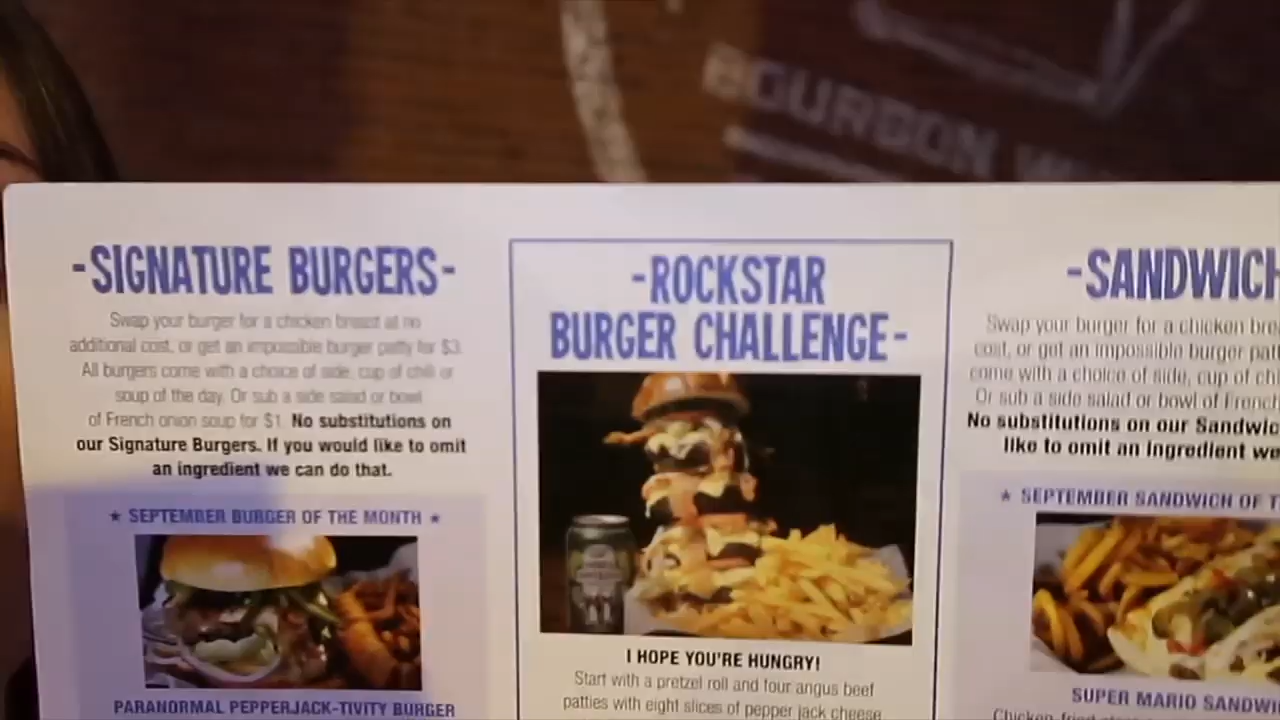 BOURBON
-SIGNATURE BURGERS-
Swap your burger for a chicken breast at no
additional cost, or get an impossible burger patty for $3.
All burgers come with a choice of side, cup of chili or
soup of the day. Or sub a side salad or bowl
of French onion soup for $1. No substitutions on
our Signature Burgers. If you would like to omit
an ingredient we can do that.
★ SEPTEMBER BURGER OF THE MONTH ★
PARANORMAL PEPPERJACK-TIVITY BURGER
-ROCKSTAR
BURGER CHALLENGE-
I HOPE YOU'RE HUNGRY!
Start with a pretzel roll and four angus beef
patties with eight slices of pepper jack cheese
-SANDWICH
Swap your burger for a chicken bre
cost, or get an impossible burger pat
come with a choice of side, cup of chi
Or sub a side salad or bowl of French
No substitutions on our Sandwic
like to omit an ingredient we
★ SEPTEMBER SANDWICH OF T
SUPER MARIO SANDWI
Chicken-fried